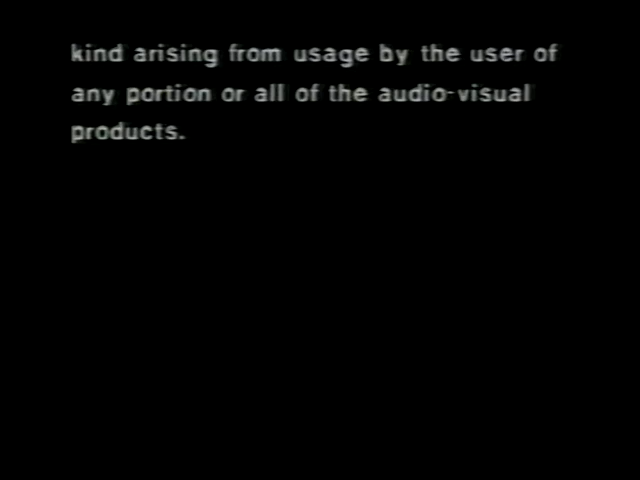 kind arising from usage by the user of
any portion or all of the audio-visual
products.